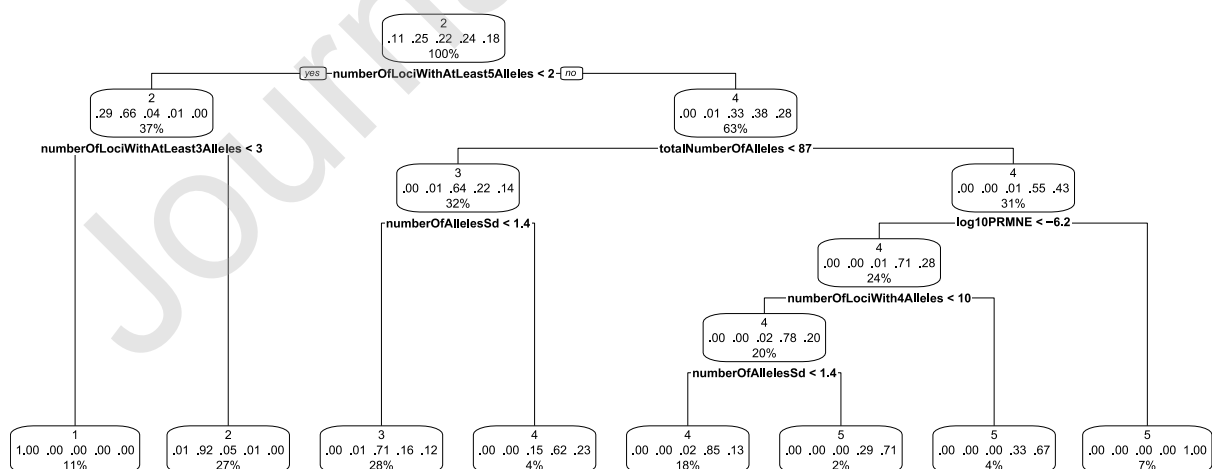 Journ
2
.11 .25 .22 .24 .18
100%
yes numberOfLociWithAtLeast5Alleles < 2 no
2
.29 .66 .04 .01 .00
37%
4
.00 .01 .33 .38 .28
63%
numberOfLociWithAtLeast3Alleles < 3
totalNumberOfAlleles < 87
3
.00 .01 .64 .22 .14
32%
4
.00 .00 .01 .55 .43
31%
numberOfAllelesSd < 1.4
log10PRMNE < −6.2
4
.00 .00 .01 .71 .28
24%
numberOfLociWith4Alleles < 10
4
.00 .00 .02 .78 .20
20%
numberOfAllelesSd < 1.4
1
1.00 .00 .00 .00 .00
11%
2
.01 .92 .05 .01 .00
27%
3
.00 .01 .71 .16 .12
28%
4
.00 .00 .15 .62 .23
4%
4
.00 .00 .02 .85 .13
18%
5
.00 .00 .00 .29 .71
2%
5
.00 .00 .00 .33 .67
4%
5
.00 .00 .00 .00 1.00
7%